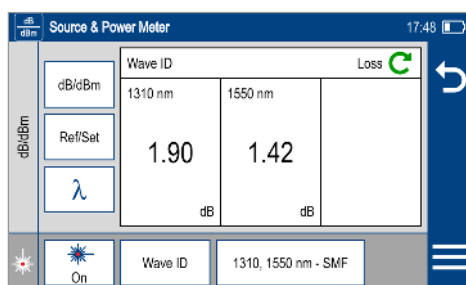 dB
dBm
Source & Power Meter
17:48
dB/dBm
dB/dBm
Ref/Set
λ
Wave ID
Loss
1310 nm
1550 nm
1.90
1.42
dB
dB
On
Wave ID
1310, 1550 nm - SMF